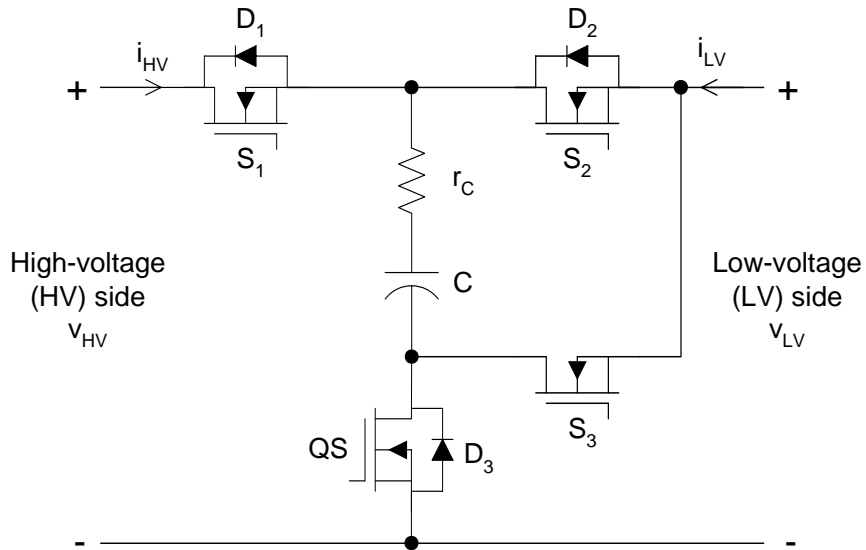 D1 D2
iHV iLV
+ +
S1 S2
rC
High-voltage
(HV) side
vHV
C
Low-voltage
(LV) side
vLV
S3
QS D3
- -